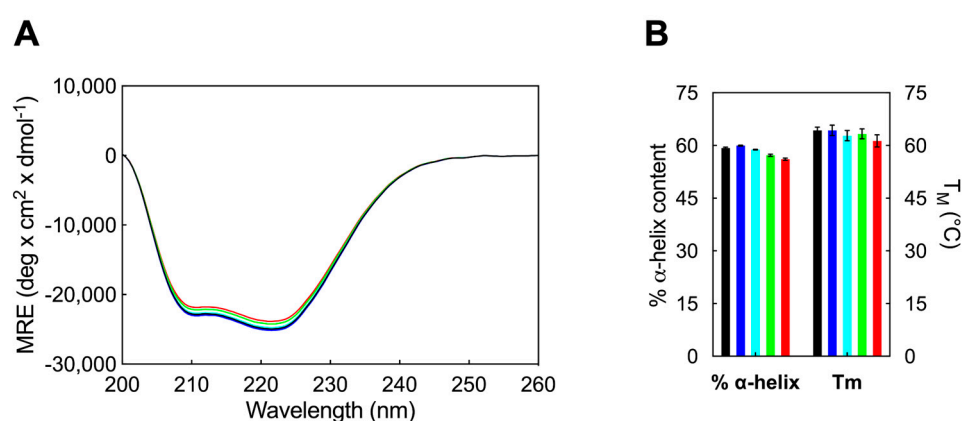 A
MRE (deg x cm² x dmol⁻¹)
10,000
0
-10,000
-20,000
-30,000
200 210 220 230 240 250 260
Wavelength (nm)
B
% α-helix content
75 75
60 60
45 45
30 30
15 15
0 0
T_M (°C)
% α-helix Tm